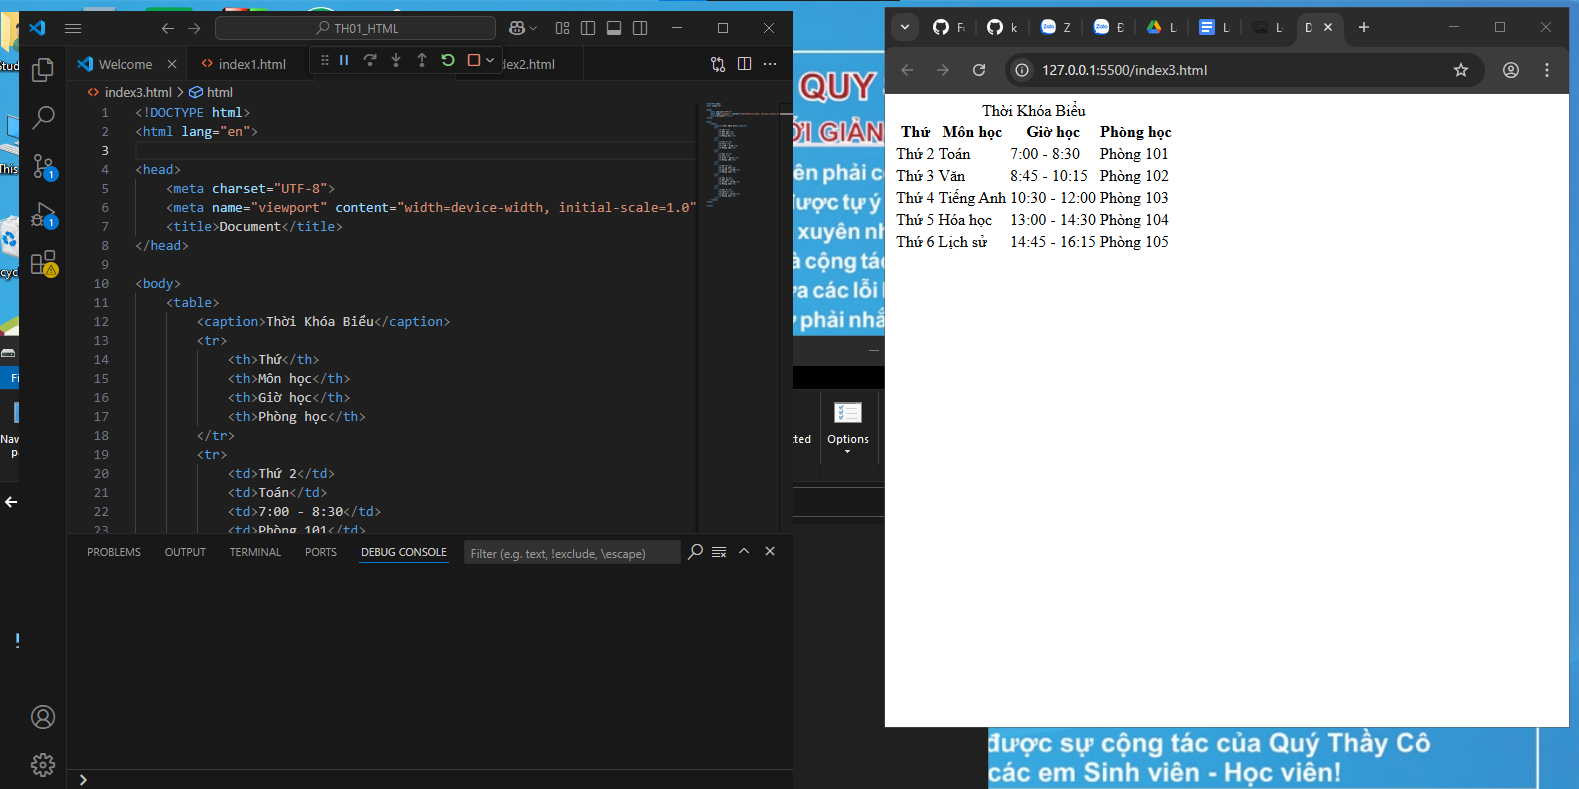 TH01_HTML
Welcome
index1.html
index3.html > html
1 <!DOCTYPE html>
2 <html lang="en">
3
4 <head>
5 <meta charset="UTF-8">
6 <meta name="viewport" content="width=device-width, initial-scale=1.0"
7 <title>Document</title>
8 </head>
9
10 <body>
11 <table>
12 <caption>Thời Khóa Biểu</caption>
13 <tr>
14 <th>Thứ</th>
15 <th>Môn học</th>
16 <th>Giờ học</th>
17 <th>Phòng học</th>
18 </tr>
19 <tr>
20 <td>Thứ 2</td>
21 <td>Toán</td>
22 <td>7:00 - 8:30</td>
23 <td>Phòng 101</td>
PROBLEMS OUTPUT TERMINAL PORTS DEBUG CONSOLE
Filter (e.g. text, !exclude, \escape)
1
1
QUY
ỚI GIẢN
ên phải c
được tự ý
xuyên nh
à cộng tác
phải nhắ
Options
127.0.0.1:5500/index3.html
Thời Khóa Biểu
Thứ Môn học Giờ học Phòng học
Thứ 2 Toán 7:00 - 8:30 Phòng 101
Thứ 3 Văn 8:45 - 10:15 Phòng 102
Thứ 4 Tiếng Anh 10:30 - 12:00 Phòng 103
Thứ 5 Hóa học 13:00 - 14:30 Phòng 104
Thứ 6 Lịch sử 14:45 - 16:15 Phòng 105
được sự cộng tác của Quý Thầy Cô
các em Sinh viên - Học viên!